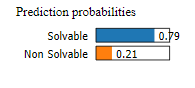 Prediction probabilities
Solvable 0.79
Non Solvable 0.21